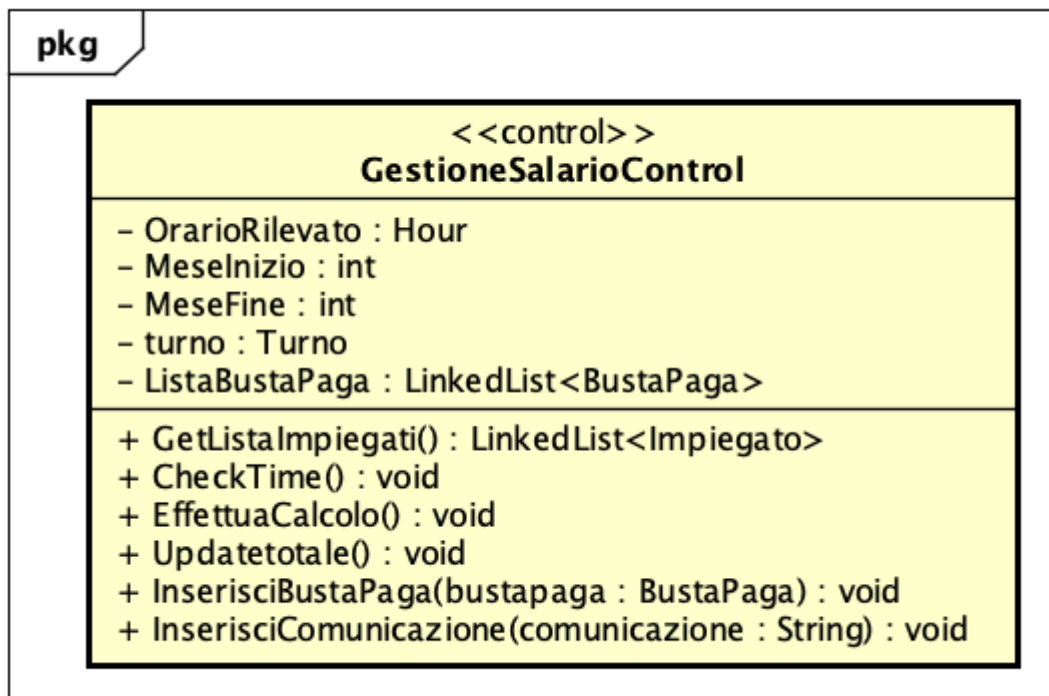 pkg
<<control>>
GestioneSalarioControl
- OrarioRilevato : Hour
- MeseInizio : int
- MeseFine : int
- turno : Turno
- ListaBustaPaga : LinkedList<BustaPaga>
+ GetListaImpiegati() : LinkedList<Impiegato>
+ CheckTime() : void
+ EffettuaCalcolo() : void
+ Updatetotale() : void
+ InserisciBustaPaga(bustapaga : BustaPaga) : void
+ InserisciComunicazione(comunicazione : String) : void